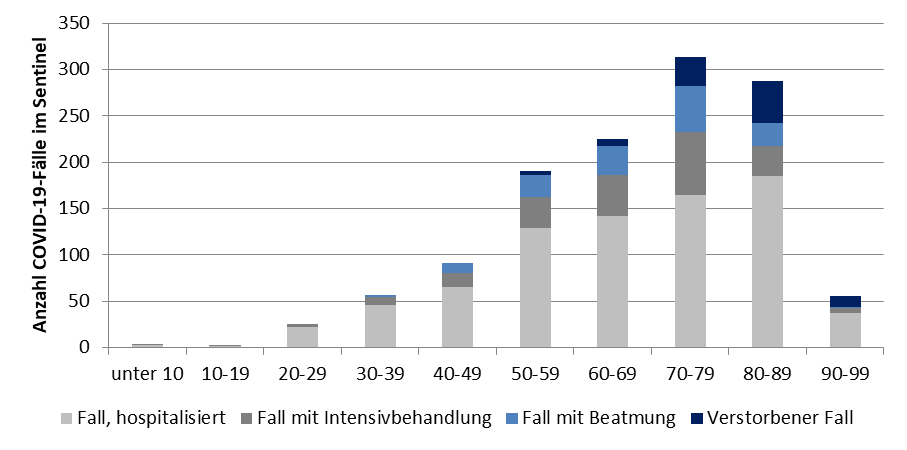 Anzahl COVID-19-Fälle im Sentinel
350
300
250
200
150
100
50
0
unter 10 10-19 20-29 30-39 40-49 50-59 60-69 70-79 80-89 90-99
Fall, hospitalisiert Fall mit Intensivbehandlung Fall mit Beatmung Verstorbener Fall